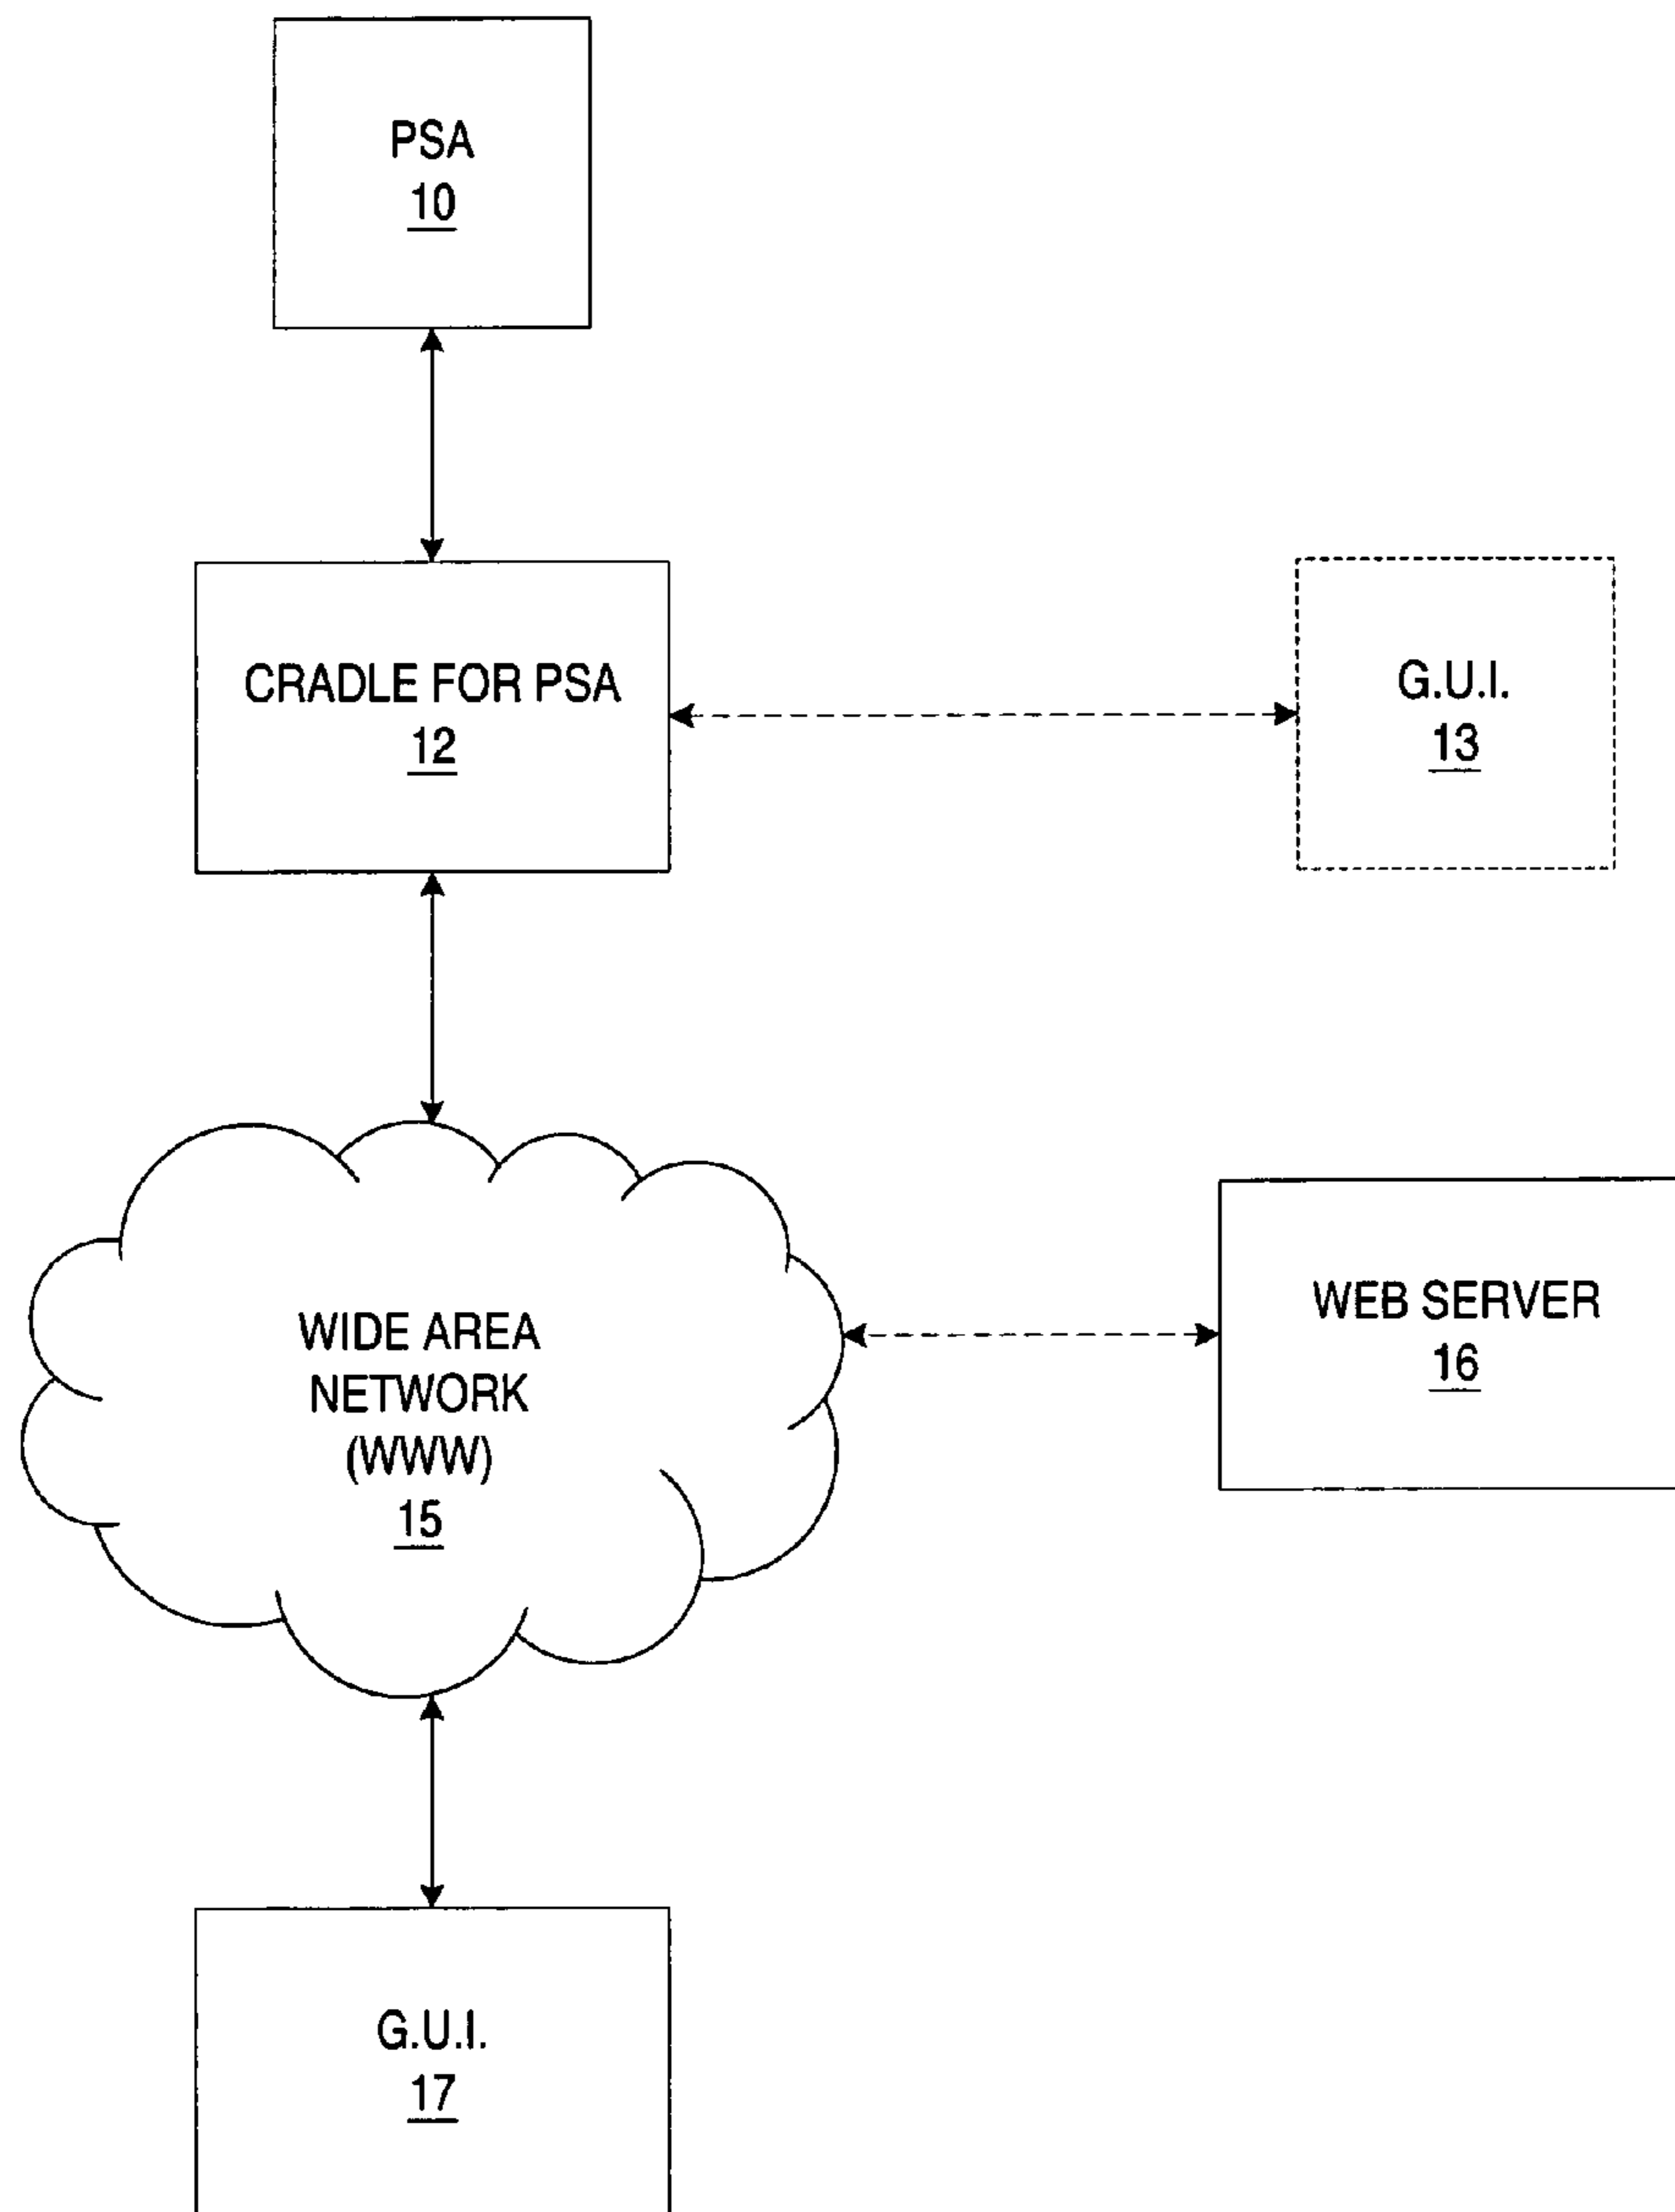 PSA
10
CRADLE FOR PSA
12
G.U.I.
13
WIDE AREA
NETWORK
(WWW)
15
WEB SERVER
16
G.U.I.
17